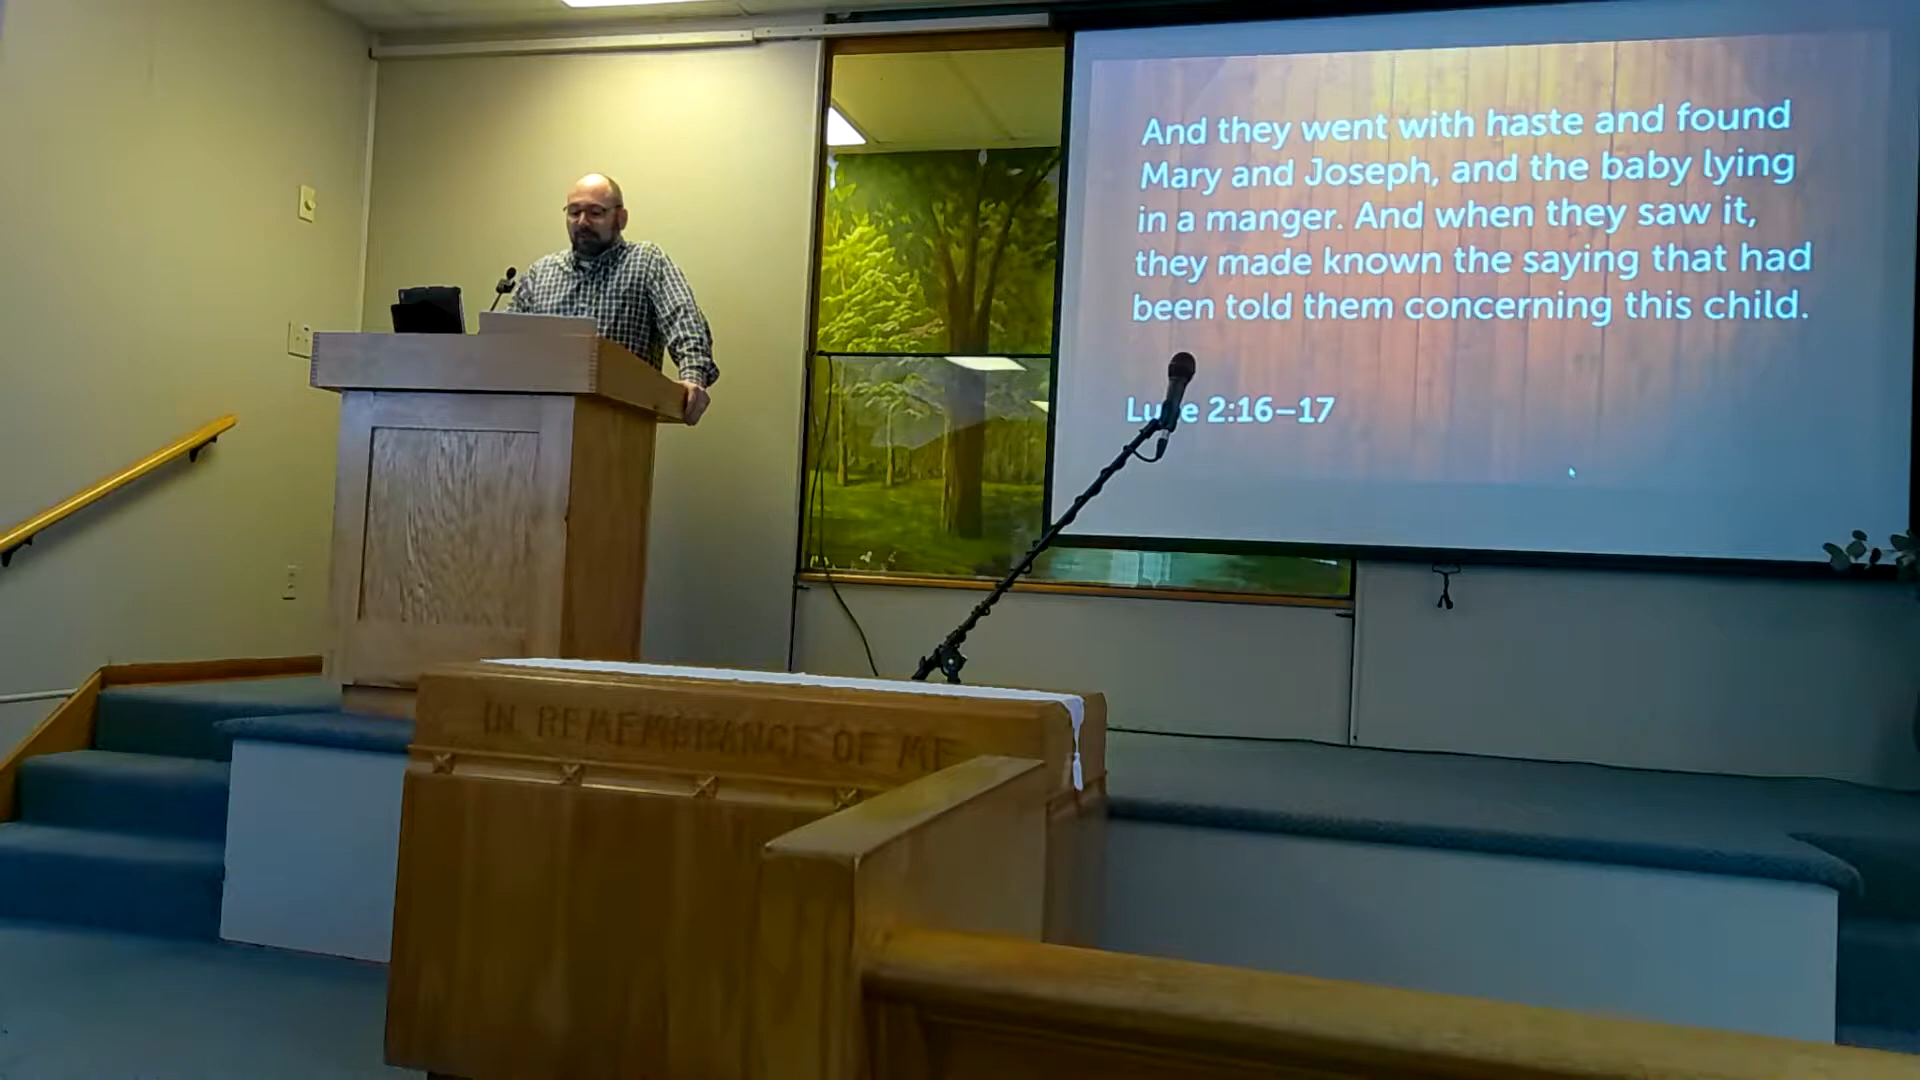 And they went with haste and found
Mary and Joseph, and the baby lying
in a manger. And when they saw it,
they made known the saying that had
been told them concerning this child.
Luke 2:16–17
IN REMEMBRANCE OF ME